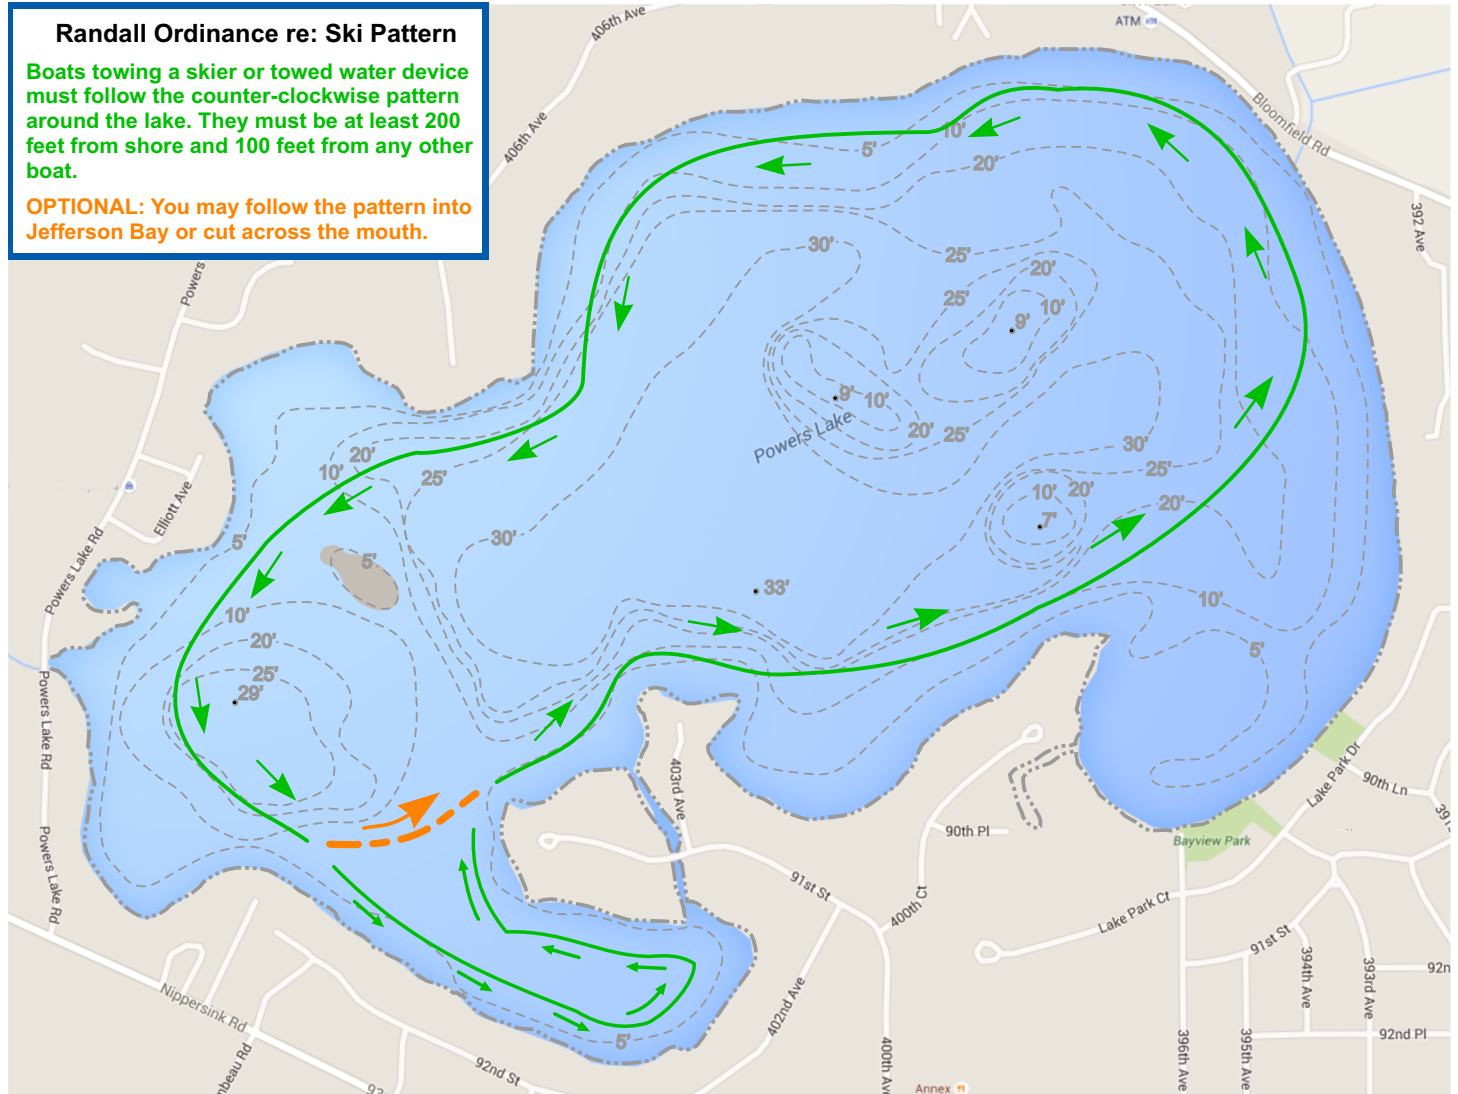 Randall Ordinance re: Ski Pattern
Boats towing a skier or towed water device
must follow the counter-clockwise pattern
around the lake. They must be at least 200
feet from shore and 100 feet from any other
boat.
OPTIONAL: You may follow the pattern into
Jefferson Bay or cut across the mouth.
406th Ave
ATM
Bloomfield Rd
406th Ave
10'
5'
20'
392 Ave
30'
25'
20'
Powers
25'
10'
9'
9'
10'
20'
25'
Powers Lake
30'
20'
10'
25'
25'
10'
20'
20'
7'
Elliott Ave
5'
30'
5'
Powers Lake Rd
33'
10'
10'
20'
5'
25'
29'
Powers Lake Rd
403rd Ave
Lake Park Dr
90th Ln
90th Pl
Bayview Park
Powers Lake Rd
91st St
400th Ct
Lake Park Ct
91st St
394th Ave
393rd Ave
92n
Nippersink Rd
402nd Ave
5'
92nd Pl
92nd St
400th Ave
396th Ave
395th Ave
beau Rd
Annex